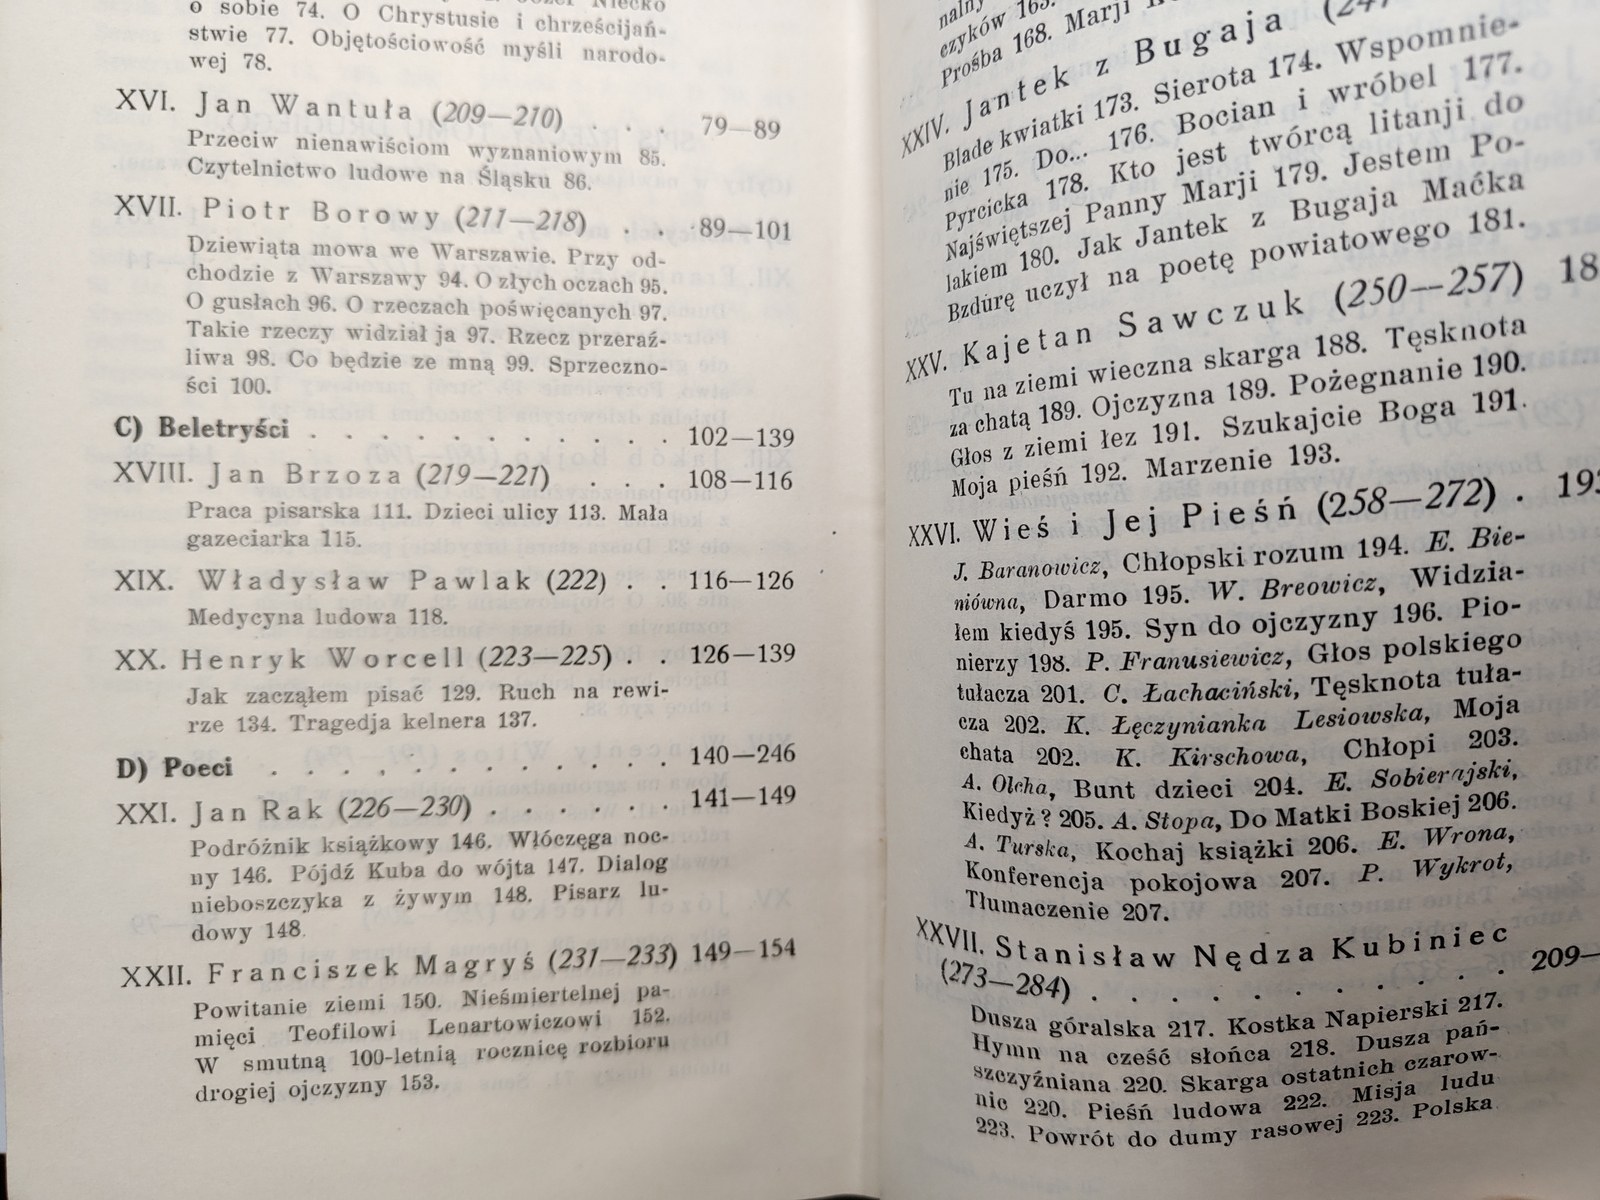 o sobie 74. O Chrystusie i chrześcijań-
stwie 77. Objętościowość myśli narodo-
wej 78.
XVI. Jan Wantuła (209—210) . . . 79—89
Przeciw nienawiściom wyznaniowym 85.
Czytelnictwo ludowe na Śląsku 86.
XVII. Piotr Borowy (211—218) . . 89—101
Dziewiąta mowa we Warszawie. Przy od-
chodzie z Warszawy 94. O złych oczach 95.
O gusłach 96. O rzeczach poświęcanych 97.
Takie rzeczy widział ja 97. Rzecz przeraź-
liwa 98. Co będzie ze mną 99. Sprzeczno-
ści 100.
C) Beletryści . . . . . . . . . . . 102—139
XVIII. Jan Brzoza (219—221) . . . 108—116
Praca pisarska 111. Dzieci ulicy 113. Mała
gazeciarka 115.
XIX. Władysław Pawlak (222) . . 116—126
Medycyna ludowa 118.
XX. Henryk Worcell (223—225) . . 126—139
Jak zacząłem pisać 129. Ruch na rewi-
rze 134. Tragedja kelnera 137.
D) Poeci . . . . . . . . . . . . 140—246
XXI. Jan Rak (226—230) . . . . . . 141—149
Podróżnik książkowy 146. Włóczęga noc-
ny 146. Pójdź Kuba do wójta 147. Dialog
nieboszczyka z żywym 148. Pisarz lu-
dowy 148.
XXII. Franciszek Magryś (231—233) 149—154
Powitanie ziemi 150. Nieśmiertelnej pa-
mięci Teofilowi Lenartowiczowi 152.
W smutną 100-letnią rocznicę rozbioru
drogiej ojczyzny 153.
czyków 165.
Prośba 168. Marji
XXIV. Jantek z Bugaja
Blade kwiatki 173. Sierota 174. Wspomnie-
nie 175. Do... 176. Bocian i wróbel 177.
Pyrcicka 178. Kto jest twórcą litanji do
Najświętszej Panny Marji 179. Jestem Po-
lakiem 180. Jak Jantek z Bugaja Maćka
Bzdurę uczył na poetę powiatowego 181.
XXV. Kajetan Sawczuk (250—257) 18
Tu na ziemi wieczna skarga 188. Tęsknota
za chatą 189. Ojczyzna 189. Pożegnanie 190.
Głos z ziemi łez 191. Szukajcie Boga 191.
Moja pieśń 192. Marzenie 193.
XXVI. Wieś i Jej Pieśń (258—272) . 193
J. Baranowicz, Chłopski rozum 194. E. Bie-
niówna, Darmo 195. W. Breowicz, Widzia-
łem kiedyś 195. Syn do ojczyzny 196. Pio-
nierzy 198. P. Franusiewicz, Głos polskiego
tułacza 201. C. Łachaciński, Tęsknota tuła-
cza 202. K. Łęczynianka Lesiowska, Moja
chata 202. K. Kirschowa, Chłopi 203.
A. Olcha, Bunt dzieci 204. E. Sobierajski,
Kiedyż? 205. A. Stopa, Do Matki Boskiej 206.
A. Turska, Kochaj książki 206. E. Wrona,
Konferencja pokojowa 207. P. Wykrot,
Tłumaczenie 207.
XXVII. Stanisław Nędza Kubiniec
(273—284) . . . . . . . . . . . 209—
Dusza góralska 217. Kostka Napierski 217.
Hymn na cześć słońca 218. Dusza pań-
szczyźniana 220. Skarga ostatnich czarow-
nic 220. Pieśń ludowa 222. Misja ludu
223. Powrót do dumy rasowej 223. Polska